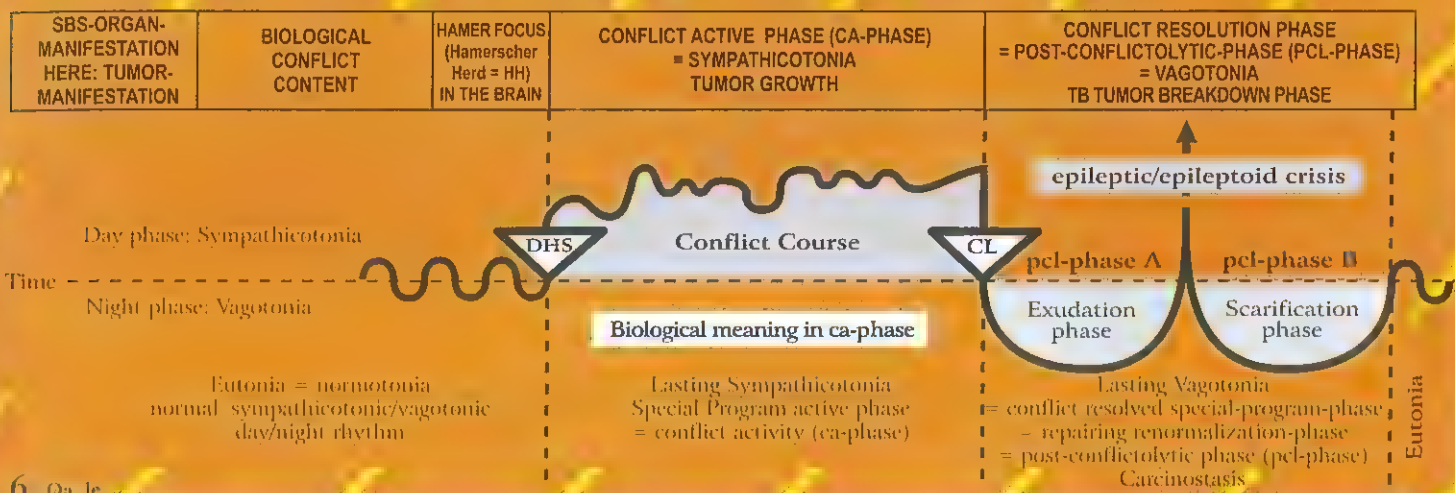 SBS-ORGAN-
MANIFESTATION
HERE: TUMOR-
MANIFESTATION
BIOLOGICAL
CONFLICT
CONTENT
HAMER FOCUS
(Hamerscher
Herd = HH)
IN THE BRAIN
CONFLICT ACTIVE PHASE (CA-PHASE)
= SYMPATHICOTONIA
TUMOR GROWTH
CONFLICT RESOLUTION PHASE
= POST-CONFLICTOLYTIC-PHASE (PCL-PHASE)
= VAGOTONIA
TB TUMOR BREAKDOWN PHASE
epileptic/epileptoid crisis
Day phase: Sympathicotonia
DHS
Conflict Course
CL
pcl-phase A
pcl-phase B
Time
Night phase: Vagotonia
Exudation
phase
Scarification
phase
Biological meaning in ca-phase
Eutonia = normotonia
normal sympathicotonic/vagotonic
day/night rhythm
Lasting Sympathicotonia
Special Program active phase
= conflict activity (ca-phase)
Lasting Vagotonia
= conflict resolved special-program-phase
= repairing renormalization-phase
= post-conflictolytic phase (pcl-phase)
Carcinostasis
Eutonia
6